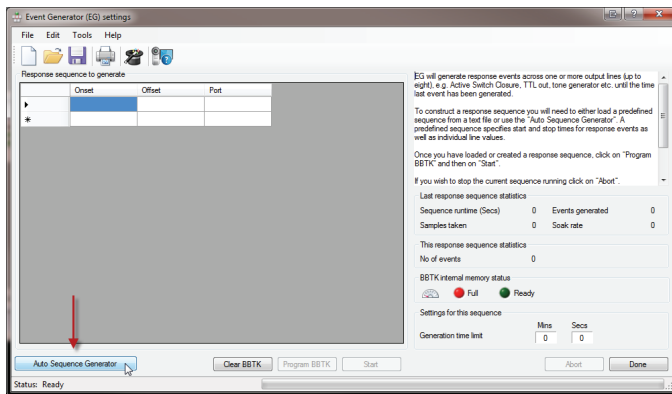 Event Generator (EG) settings
File Edit Tools Help
Response sequence to generate
Onset Offset Port
EG will generate response events across one or more output lines (up to
eight), e.g. Active Switch Closure, TTL out, tone generator etc. until the time
last event has been generated.
To construct a response sequence you will need to either load a predefined
sequence from a text file or use the "Auto Sequence Generator". A
predefined sequence specifies start and stop times for response events as
well as individual line values.
Once you have loaded or created a response sequence, click on "Program
BBTK" and then on "Start".
If you wish to stop the current sequence running click on "Abort".
Last response sequence statistics
Sequence runtime (Secs) 0 Events generated 0
Samples taken 0 Soak rate 0
This response sequence statistics
No of events 0
BBTK internal memory status
Full Ready
Settings for this sequence
Mins Secs
Generation time limit 0 0
Auto Sequence Generator Clear BBTK Program BBTK Start Abort Done
Status: Ready